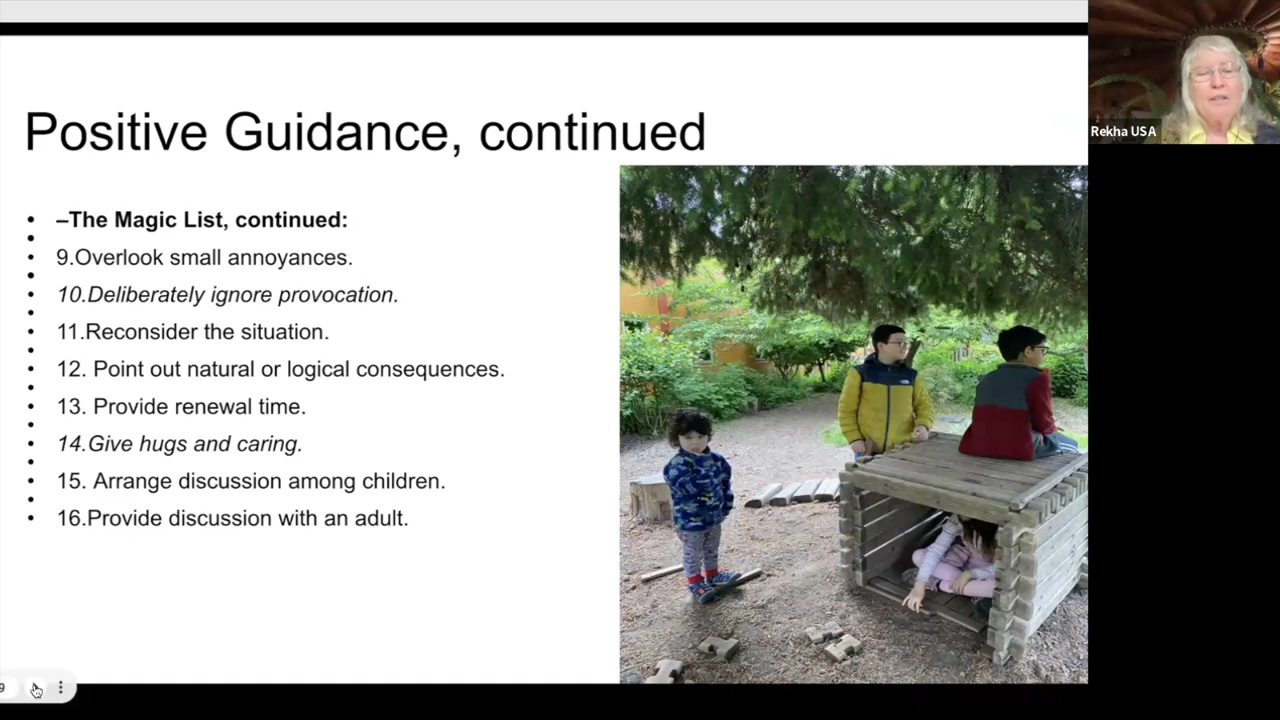 Positive Guidance, continued
• –The Magic List, continued:
•
• 9.Overlook small annoyances.
•
• 10.Deliberately ignore provocation.
•
• 11.Reconsider the situation.
•
• 12. Point out natural or logical consequences.
•
• 13. Provide renewal time.
•
• 14.Give hugs and caring.
•
• 15. Arrange discussion among children.
•
• 16.Provide discussion with an adult.
Rekha USA
9